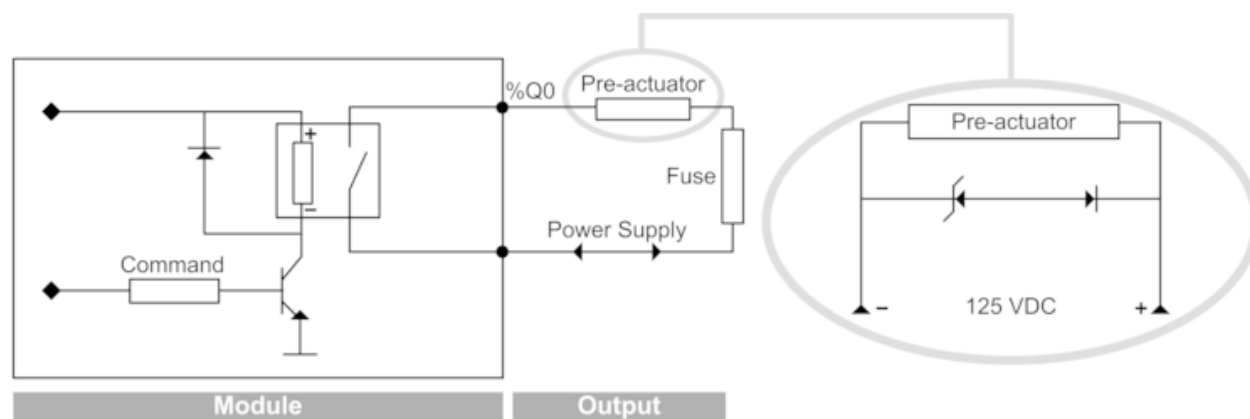 %Q0
Pre-actuator
Pre-actuator
+
Fuse
-
Power Supply
Command
- 125 VDC +
Module
Output